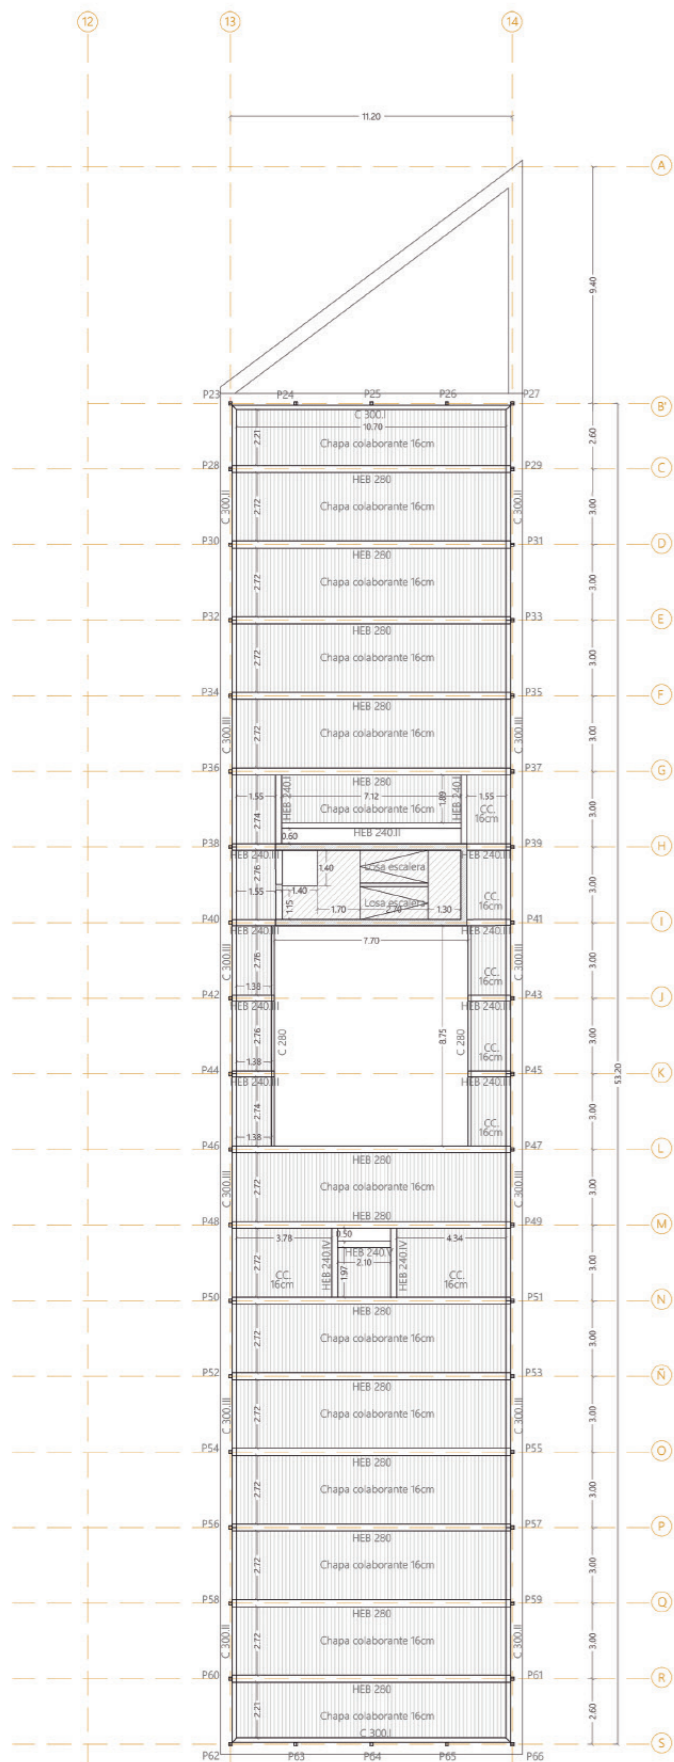 12
13
14
11.20
A
9.40
P23
P24
P25
P26
P27
B'
C 300.I
10.70
2.21
2.60
Chapa colaborante 16cm
P28
P29
C
HEB 280
C 300.II
C 300.II
2.72
Chapa colaborante 16cm
3.00
P30
P31
D
HEB 280
2.72
Chapa colaborante 16cm
3.00
P32
P33
E
HEB 280
2.72
Chapa colaborante 16cm
3.00
P34
P35
F
HEB 280
C 300.III
C 300.III
2.72
Chapa colaborante 16cm
3.00
P36
P37
G
HEB 280
1.55
HEB 240.I
7.12
1.89
HEB 240.I
1.55
Chapa colaborante 16cm
CC.
16cm
2.74
3.00
0.60
HEB 240.II
P38
P39
H
HEB 240.III
HEB 240.III
2.76
1.40
Losa escalera
1.55
1.40
CC.
16cm
3.00
1.15
1.70
Losa escalera
2.70
1.30
P40
P41
I
HEB 240.III
HEB 240.III
7.70
C 300.III
C 300.III
2.76
CC.
16cm
3.00
1.38
P42
P43
J
HEB 240.III
HEB 240.III
2.76
C 280
8.75
C 280
CC.
16cm
3.00
1.38
P44
P45
K
53.20
HEB 240.III
HEB 240.III
2.74
CC.
16cm
3.00
1.38
P46
P47
L
HEB 280
C 300.III
C 300.III
2.72
Chapa colaborante 16cm
3.00
P48
HEB 280
P49
M
3.78
0.50
4.34
HEB 240.IV
HEB 240.V
HEB 240.IV
2.72
2.10
1.97
CC.
16cm
CC.
16cm
3.00
P50
P51
N
HEB 280
2.72
Chapa colaborante 16cm
3.00
P52
P53
Ñ
HEB 280
C 300.III
C 300.III
2.72
Chapa colaborante 16cm
3.00
P54
P55
O
HEB 280
2.72
Chapa colaborante 16cm
3.00
P56
P57
P
HEB 280
2.72
Chapa colaborante 16cm
3.00
P58
P59
Q
HEB 280
C 300.II
C 300.II
2.72
Chapa colaborante 16cm
3.00
P60
P61
R
HEB 280
2.21
Chapa colaborante 16cm
2.60
C 300.I
P62
P63
P64
P65
P66
S